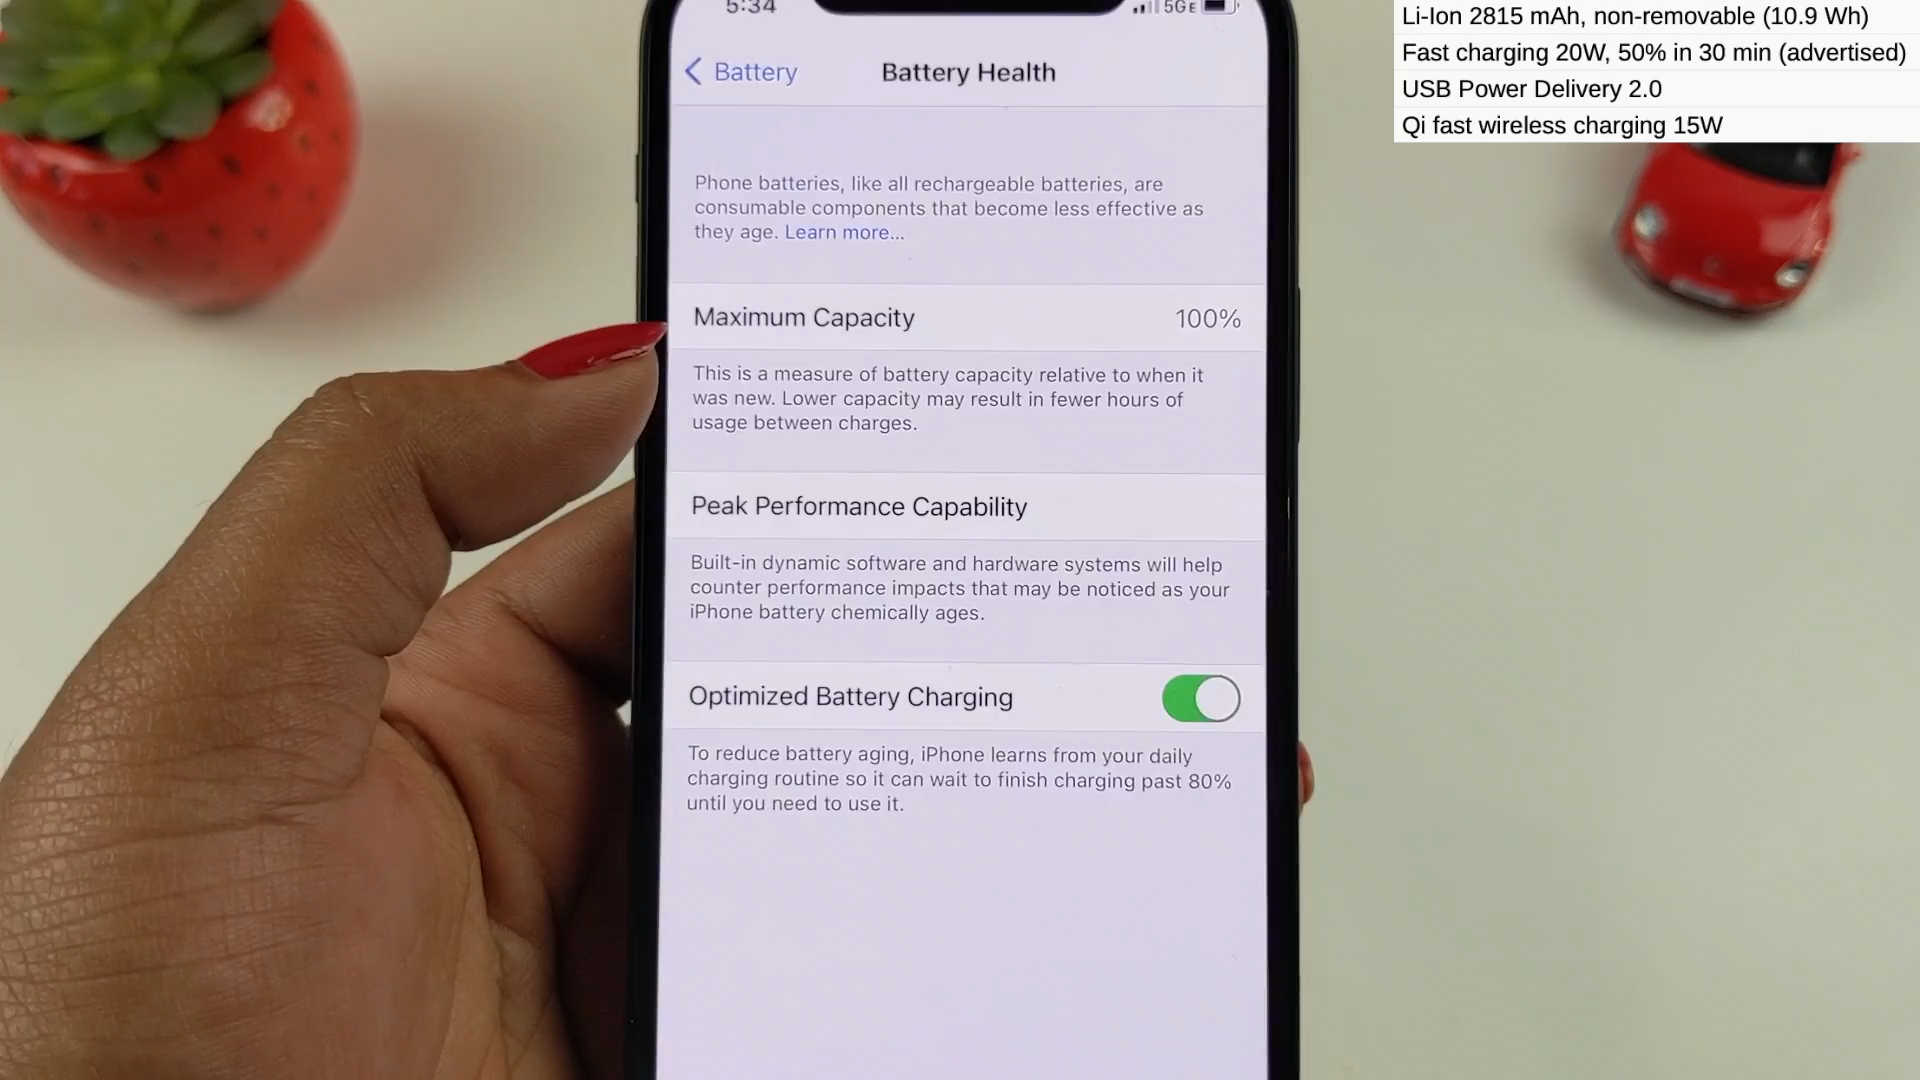 5:34
5GE
Li-Ion 2815 mAh, non-removable (10.9 Wh)
Fast charging 20W, 50% in 30 min (advertised)
USB Power Delivery 2.0
Qi fast wireless charging 15W
Battery
Battery Health
Phone batteries, like all rechargeable batteries, are
consumable components that become less effective as
they age. Learn more...
Maximum Capacity 100%
This is a measure of battery capacity relative to when it
was new. Lower capacity may result in fewer hours of
usage between charges.
Peak Performance Capability
Built-in dynamic software and hardware systems will help
counter performance impacts that may be noticed as your
iPhone battery chemically ages.
Optimized Battery Charging
To reduce battery aging, iPhone learns from your daily
charging routine so it can wait to finish charging past 80%
until you need to use it.